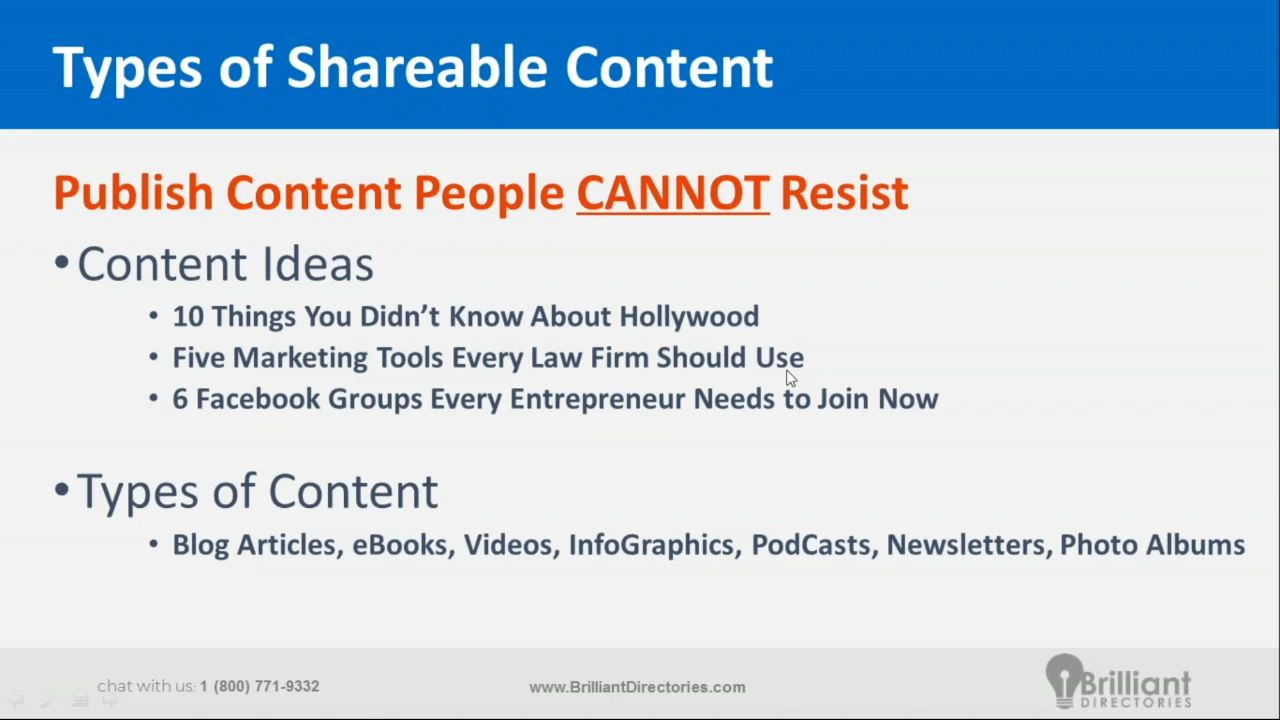 Types of Shareable Content
Publish Content People CANNOT Resist
• Content Ideas
• 10 Things You Didn’t Know About Hollywood
• Five Marketing Tools Every Law Firm Should Use
• 6 Facebook Groups Every Entrepreneur Needs to Join Now
• Types of Content
• Blog Articles, eBooks, Videos, InfoGraphics, PodCasts, Newsletters, Photo Albums
chat with us: 1 (800) 771-9332
www.BrilliantDirectories.com
Brilliant
DIRECTORIES